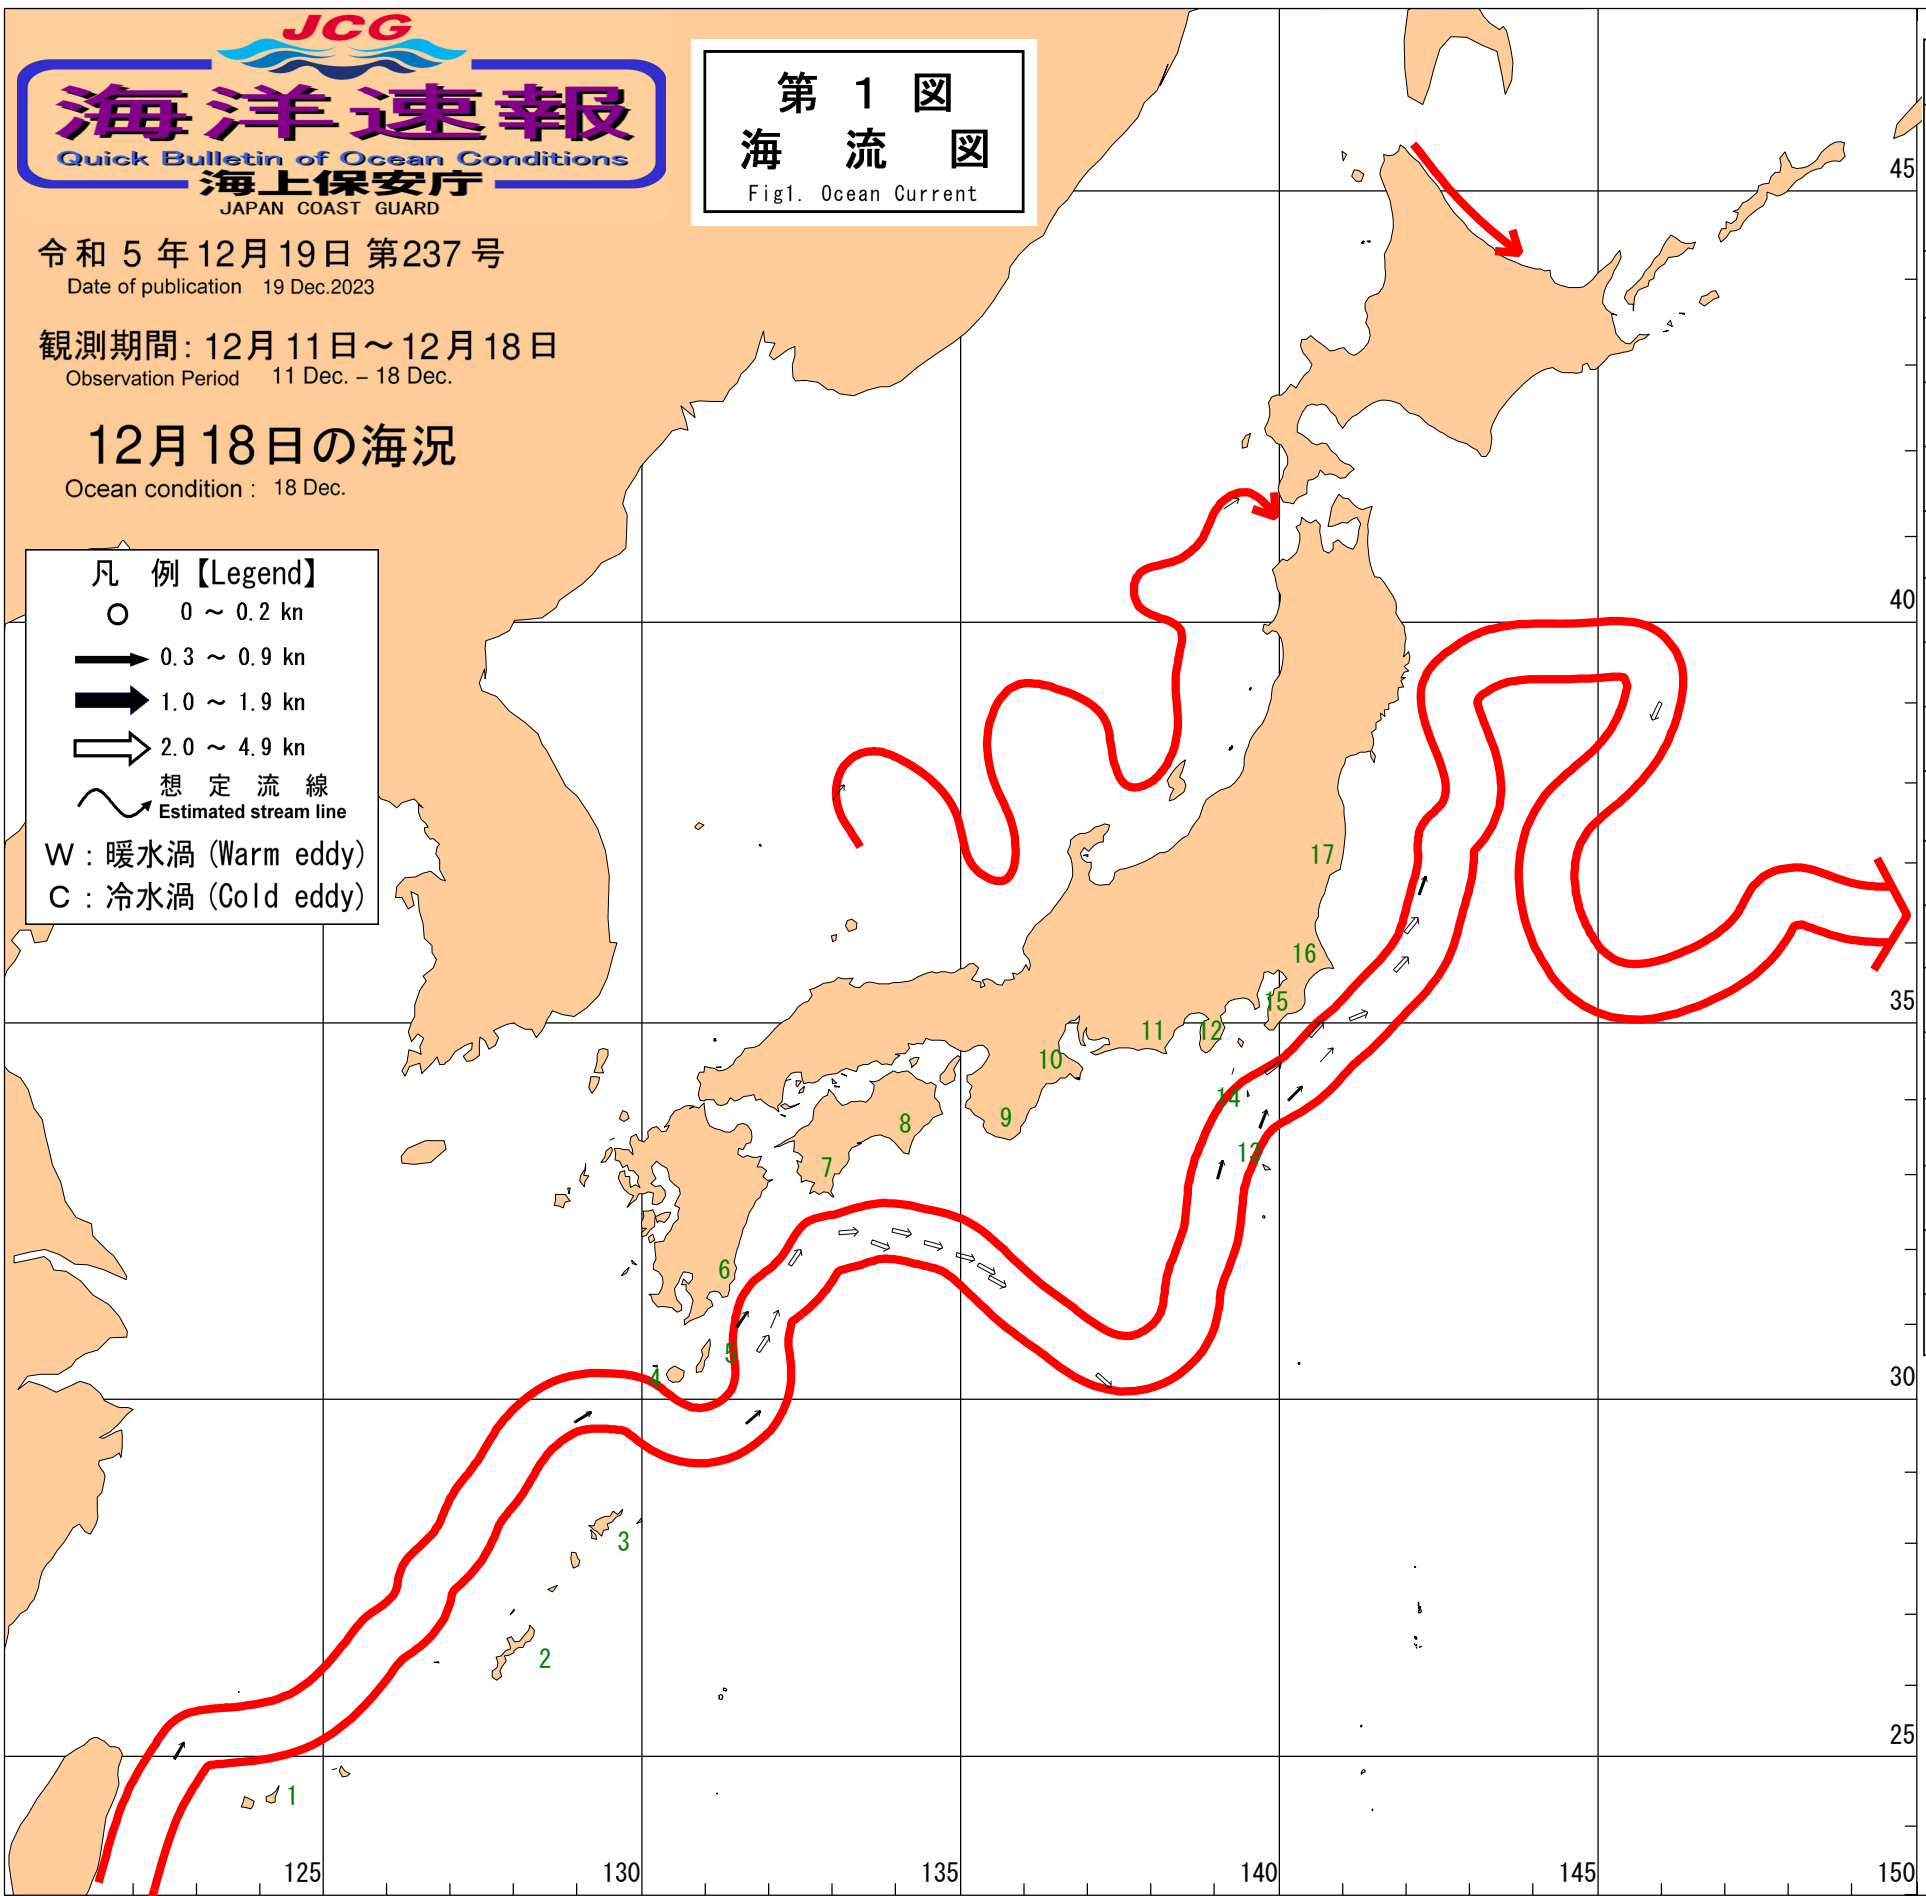 JCG
海洋速報
Quick Bulletin of Ocean Conditions
海上保安庁
JAPAN COAST GUARD
令和 5 年12月19日 第237号
Date of publication 19 Dec.2023
観測期間: 12月11日～12月18日
Observation Period 11 Dec. – 18 Dec.
12月18日の海況
Ocean condition : 18 Dec.
第 1 図
海 流 図
Fig1. Ocean Current
凡 例【Legend】
0 ～ 0.2 kn
0.3 ～ 0.9 kn
1.0 ～ 1.9 kn
2.0 ～ 4.9 kn
想 定 流 線
Estimated stream line
W : 暖水渦 (Warm eddy)
C : 冷水渦 (Cold eddy)
45
40
35
30
25
17
16
15
12
11
10
14
9
8
13
7
6
5
4
3
2
1
125
130
135
140
145
150